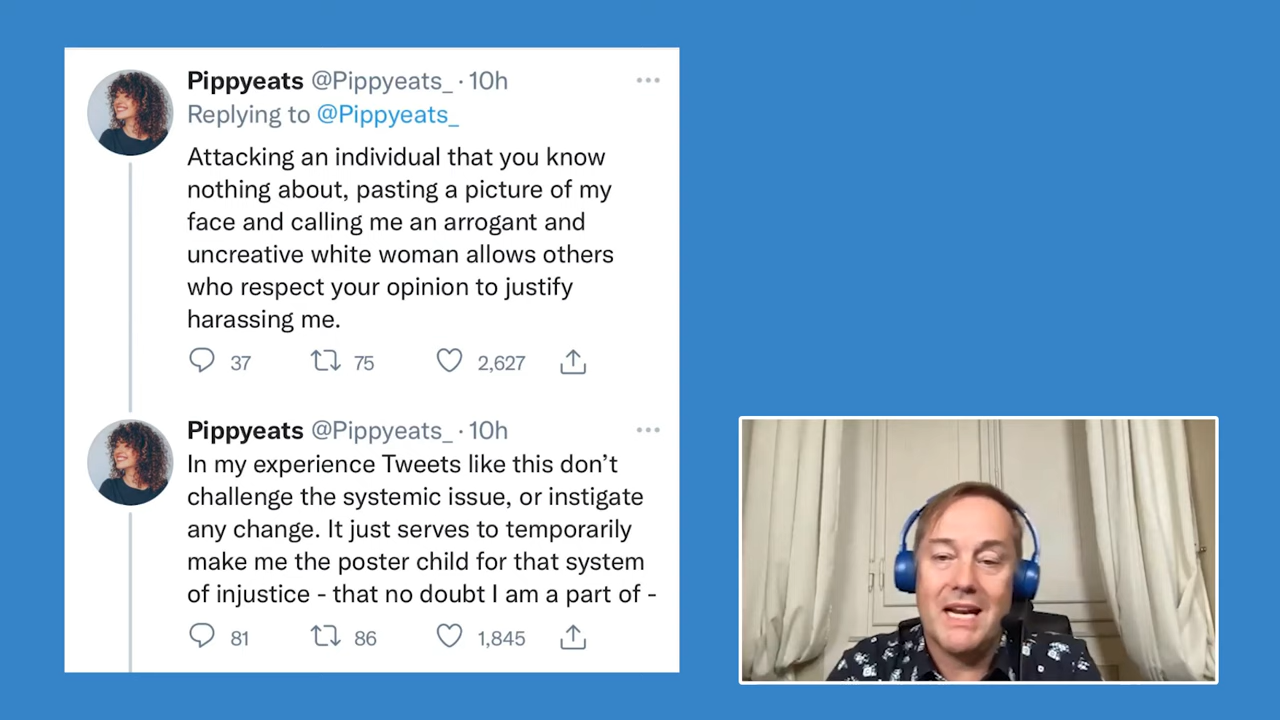 Pippyeats @Pippyeats_ · 10h
Replying to @Pippyeats_
Attacking an individual that you know
nothing about, pasting a picture of my
face and calling me an arrogant and
uncreative white woman allows others
who respect your opinion to justify
harassing me.
37 75 2,627
Pippyeats @Pippyeats_ · 10h
In my experience Tweets like this don’t
challenge the systemic issue, or instigate
any change. It just serves to temporarily
make me the poster child for that system
of injustice - that no doubt I am a part of -
81 86 1,845